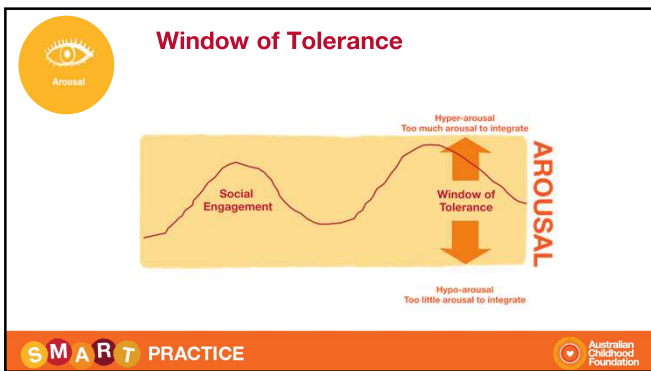 Window of Tolerance
Arousal
Hyper-arousal
Too much arousal to integrate
Social
Engagement
Window of
Tolerance
AROUSAL
Hypo-arousal
Too little arousal to integrate
SMART PRACTICE
Australian
Childhood
Foundation